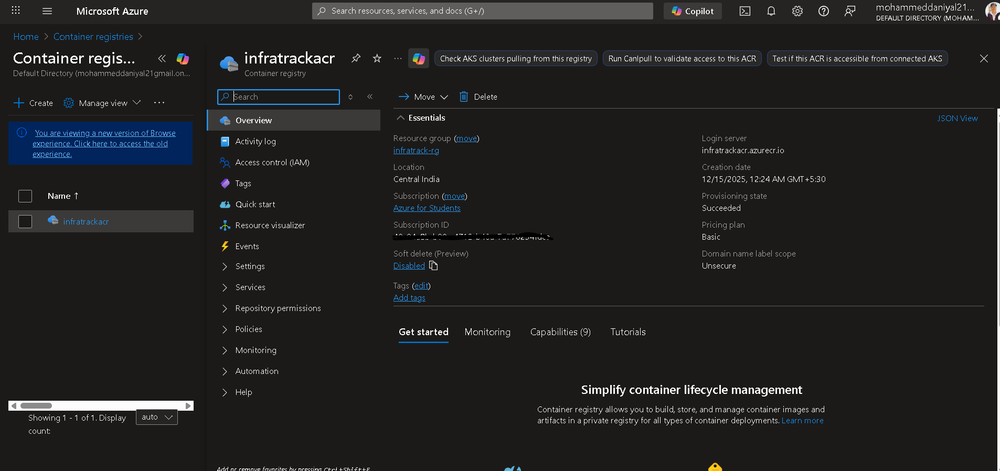 Microsoft Azure
Search resources, services, and docs (G+/)
Copilot
mohammeddaniyal21...
DEFAULT DIRECTORY (MOHAM...
Home > Container registries >
Container regis...
Default Directory (mohammeddaniyal21gmail.on...
Create
Manage view
...
You are viewing a new version of Browse
experience. Click here to access the old
experience.
Name ↑
infratrackacr
Showing 1 - 1 of 1. Display
count:
auto
infratrackacr
Container registry
...
Check AKS clusters pulling from this registry
Run CanIpull to validate access to this ACR
Test if this ACR is accessible from connected AKS
Search
Overview
Activity log
Access control (IAM)
Tags
Quick start
Resource visualizer
Events
Settings
Services
Repository permissions
Policies
Monitoring
Automation
Help
Add or remove favorites by pressing Ctrl+Shift+F
Move
Delete
Essentials
JSON View
Resource group (move)
infratrack-rg
Location
Central India
Subscription (move)
Azure for Students
Subscription ID
Soft delete (Preview)
Disabled
Tags (edit)
Add tags
Login server
infratrackacr.azurecr.io
Creation date
12/15/2025, 12:24 AM GMT+5:30
Provisioning state
Succeeded
Pricing plan
Basic
Domain name label scope
Unsecure
Get started
Monitoring
Capabilities (9)
Tutorials
Simplify container lifecycle management
Container registry allows you to build, store, and manage container images and
artifacts in a private registry for all types of container deployments. Learn more